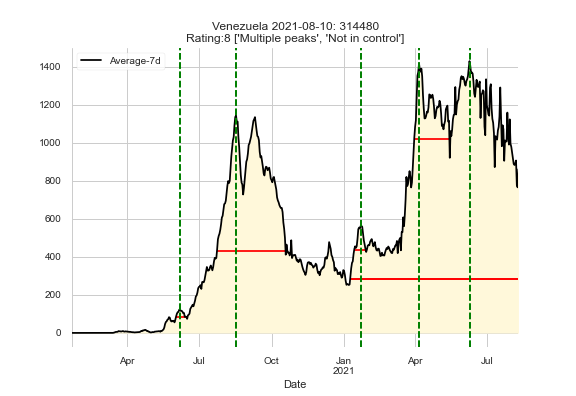 Venezuela 2021-08-10: 314480
Rating:8 ['Multiple peaks', 'Not in control']
Average-7d
1400
1200
1000
800
600
400
200
0
Apr
Jul
Oct
Jan
2021
Apr
Jul
Date